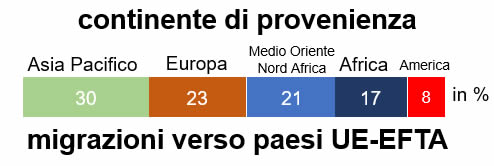 continente di provenienza
Asia Pacifico Europa Medio Oriente Nord Africa Africa America
30 23 21 17 8 in %
migrazioni verso paesi UE-EFTA